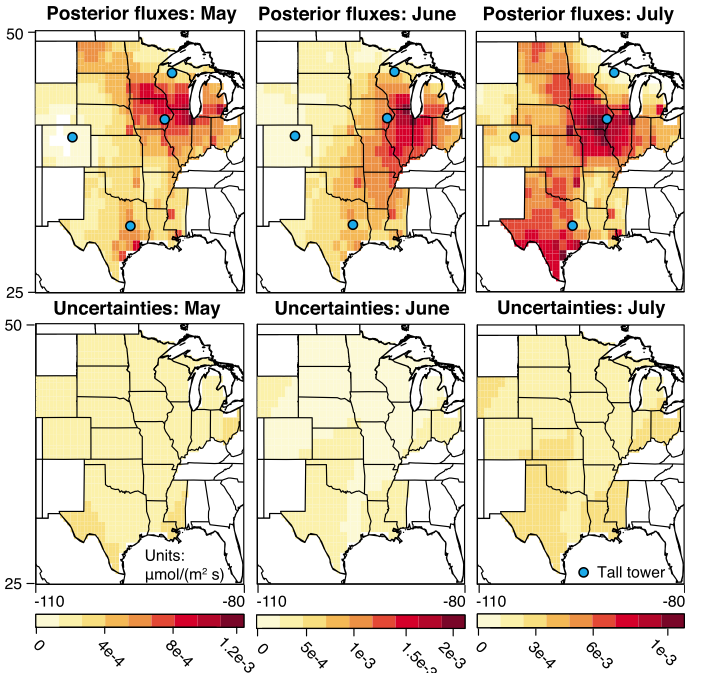 Posterior fluxes: May Posterior fluxes: June Posterior fluxes: July
50
25
Uncertainties: May Uncertainties: June Uncertainties: July
50
Units:
μmol/(m² s)
Tall tower
25
-110 -80 -110 -80 -110 -80
0 4e-4 8e-4 1.2e-3 0 5e-4 1e-3 1.5e-3 2e-3 0 3e-4 6e-3 1e-3